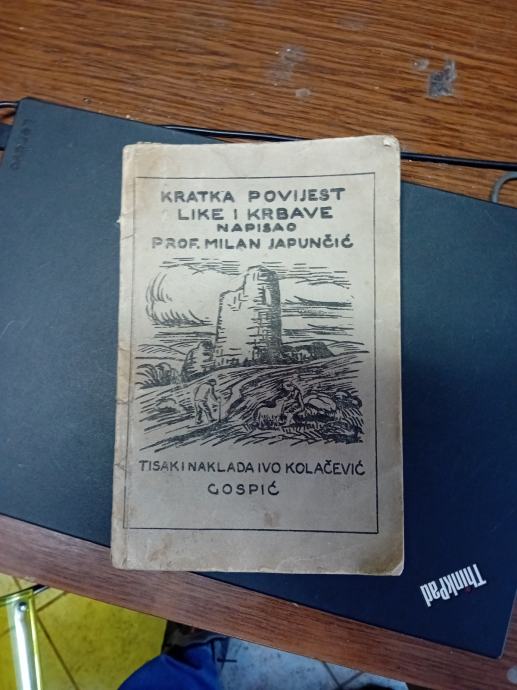 KRATKA POVIJEST
LIKE I KRBAVE
NAPISAO
PROF. MILAN JAPUNČIĆ
TISAK I NAKLADA IVO KOLAČEVIĆ
GOSPIĆ
ThinkPad